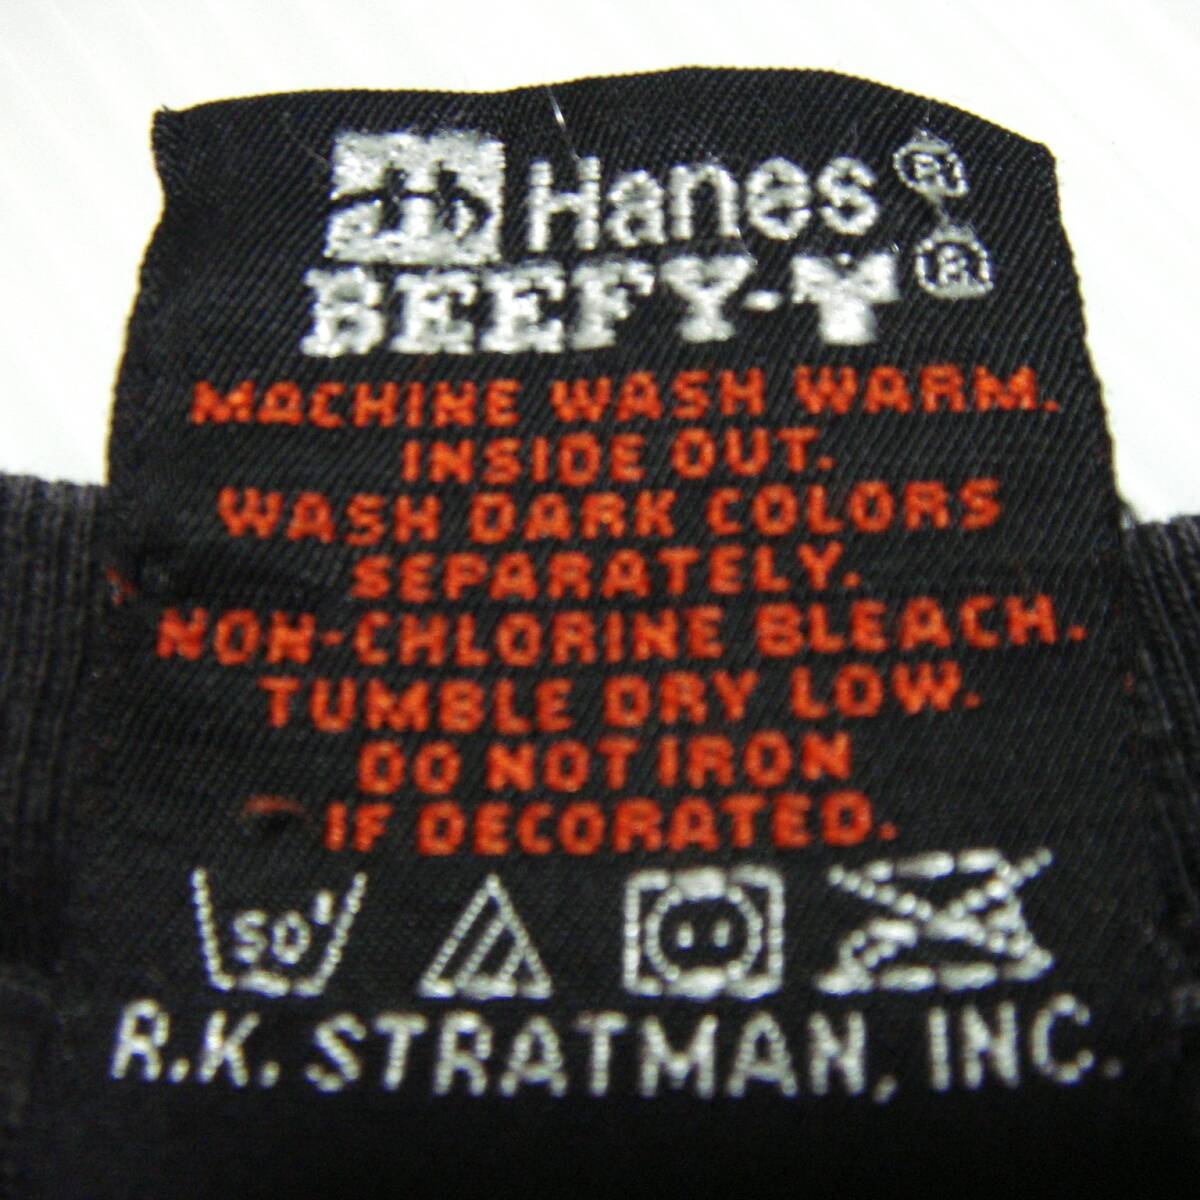 Hanes ®
BEEFY-T ®
MACHINE WASH WARM.
INSIDE OUT.
WASH DARK COLORS
SEPARATELY.
NON-CHLORINE BLEACH.
TUMBLE DRY LOW.
DO NOT IRON
IF DECORATED.
50°
R.K. STRATMAN, INC.